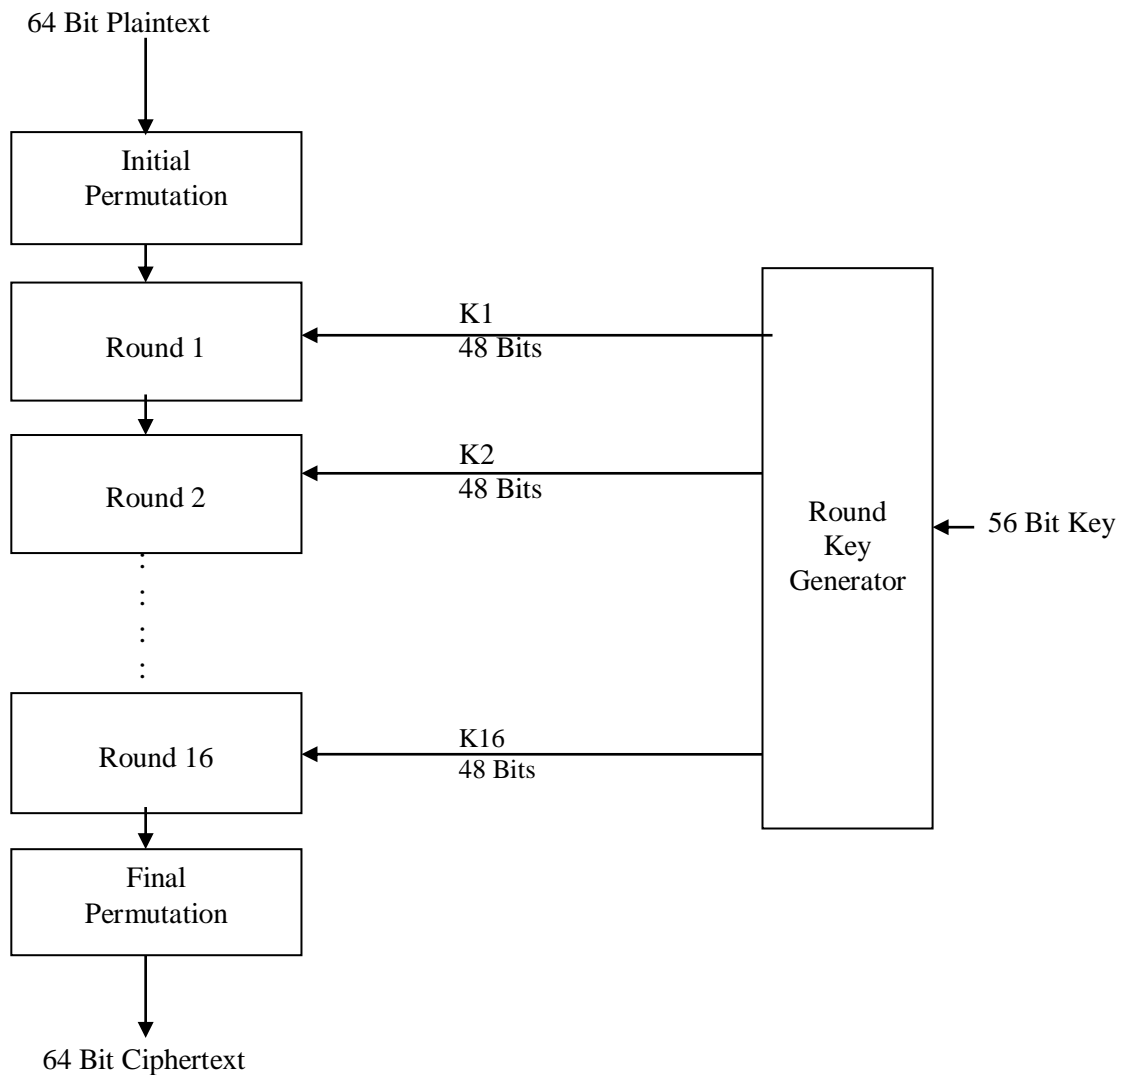 64 Bit Plaintext
Initial
Permutation
Round 1
K1
48 Bits
Round 2
K2
48 Bits
Round
Key
Generator
56 Bit Key
Round 16
K16
48 Bits
Final
Permutation
64 Bit Ciphertext